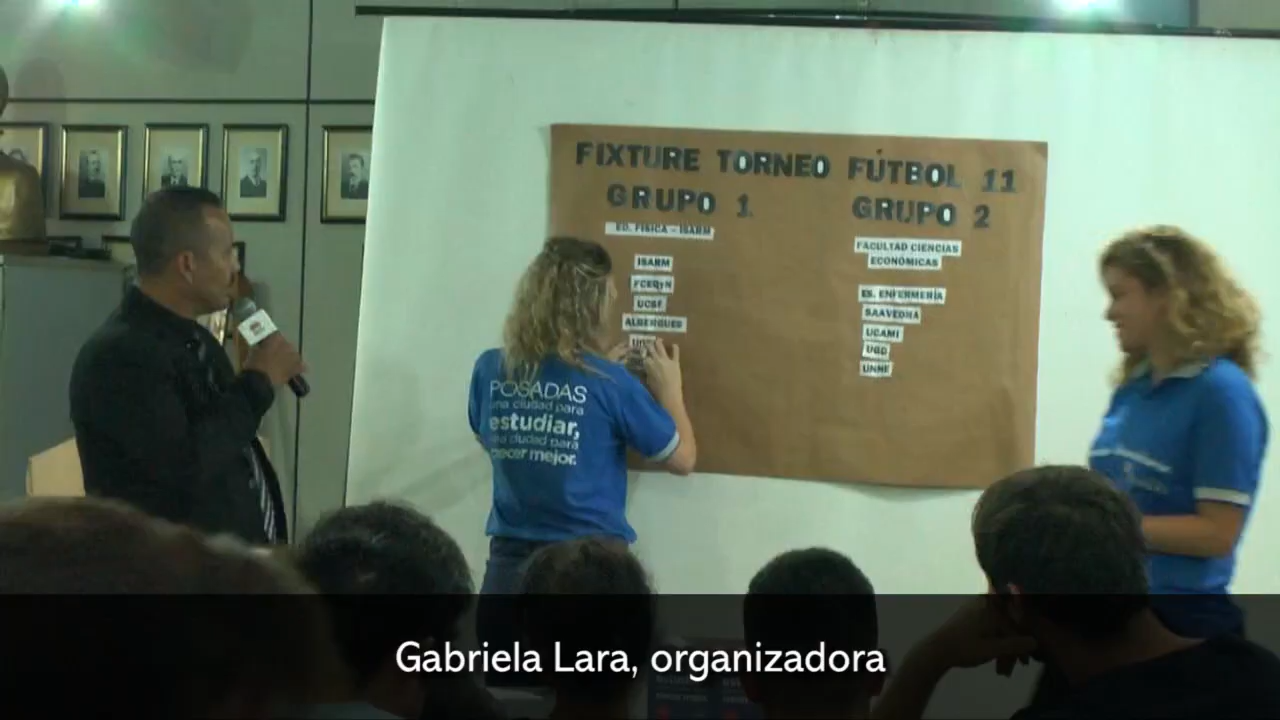 FIXTURE TORNEO FÚTBOL 11
GRUPO 1
GRUPO 2
ED. FISICA - ISARM
ISARM
FCEQyN
UCSF
ALBERGUES
FACULTAD CIENCIAS
ECONÓMICAS
ES. ENFERMERÍA
SAAVEDRA
UCAMI
UGD
UNNE
POSADAS
una ciudad para
estudiar,
una ciudad para
crecer mejor.
Gabriela Lara, organizadora